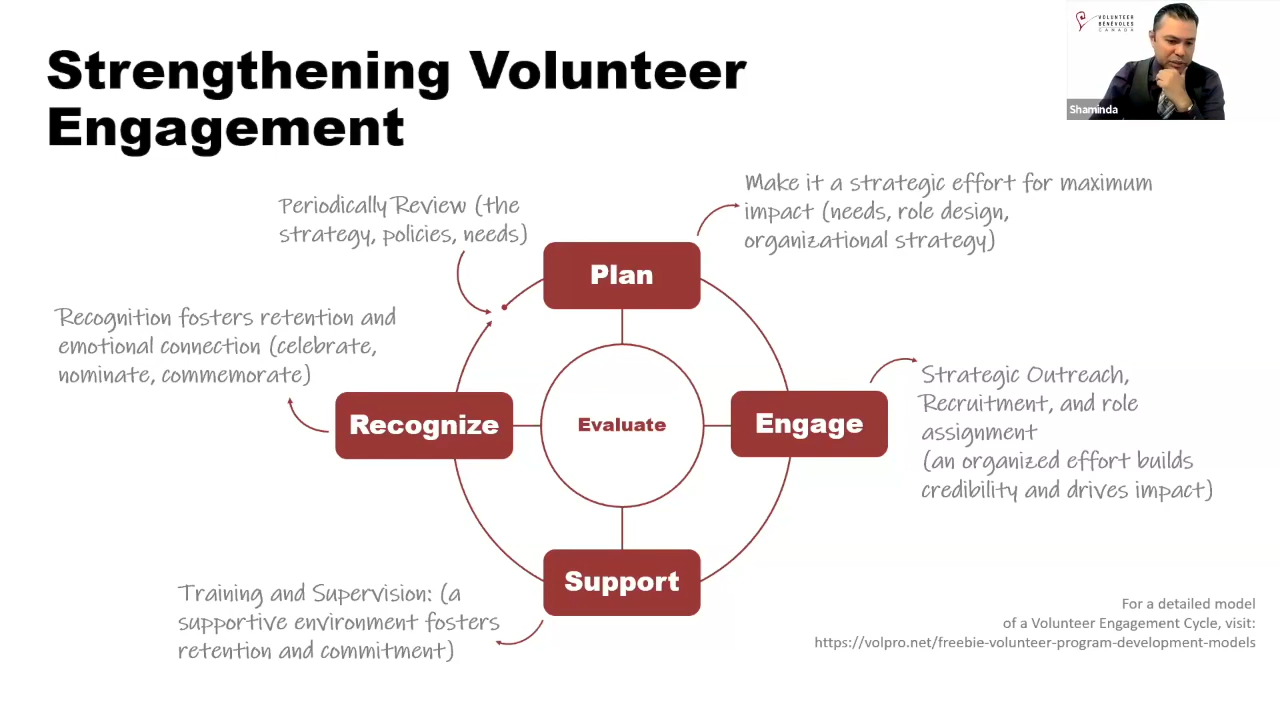 Strengthening Volunteer
Engagement
VOLUNTEER
BÉNÉVOLES
CANADA
Shaminda
Periodically Review (the
strategy, policies, needs)
Make it a strategic effort for maximum
impact (needs, role design,
organizational strategy)
Plan
Recognition fosters retention and
emotional connection (celebrate,
nominate, commemorate)
Recognize
Evaluate
Engage
Strategic Outreach,
Recruitment, and role
assignment
(an organized effort builds
credibility and drives impact)
Support
Training and Supervision: (a
supportive environment fosters
retention and commitment)
For a detailed model
of a Volunteer Engagement Cycle, visit:
https://volpro.net/freebie-volunteer-program-development-models